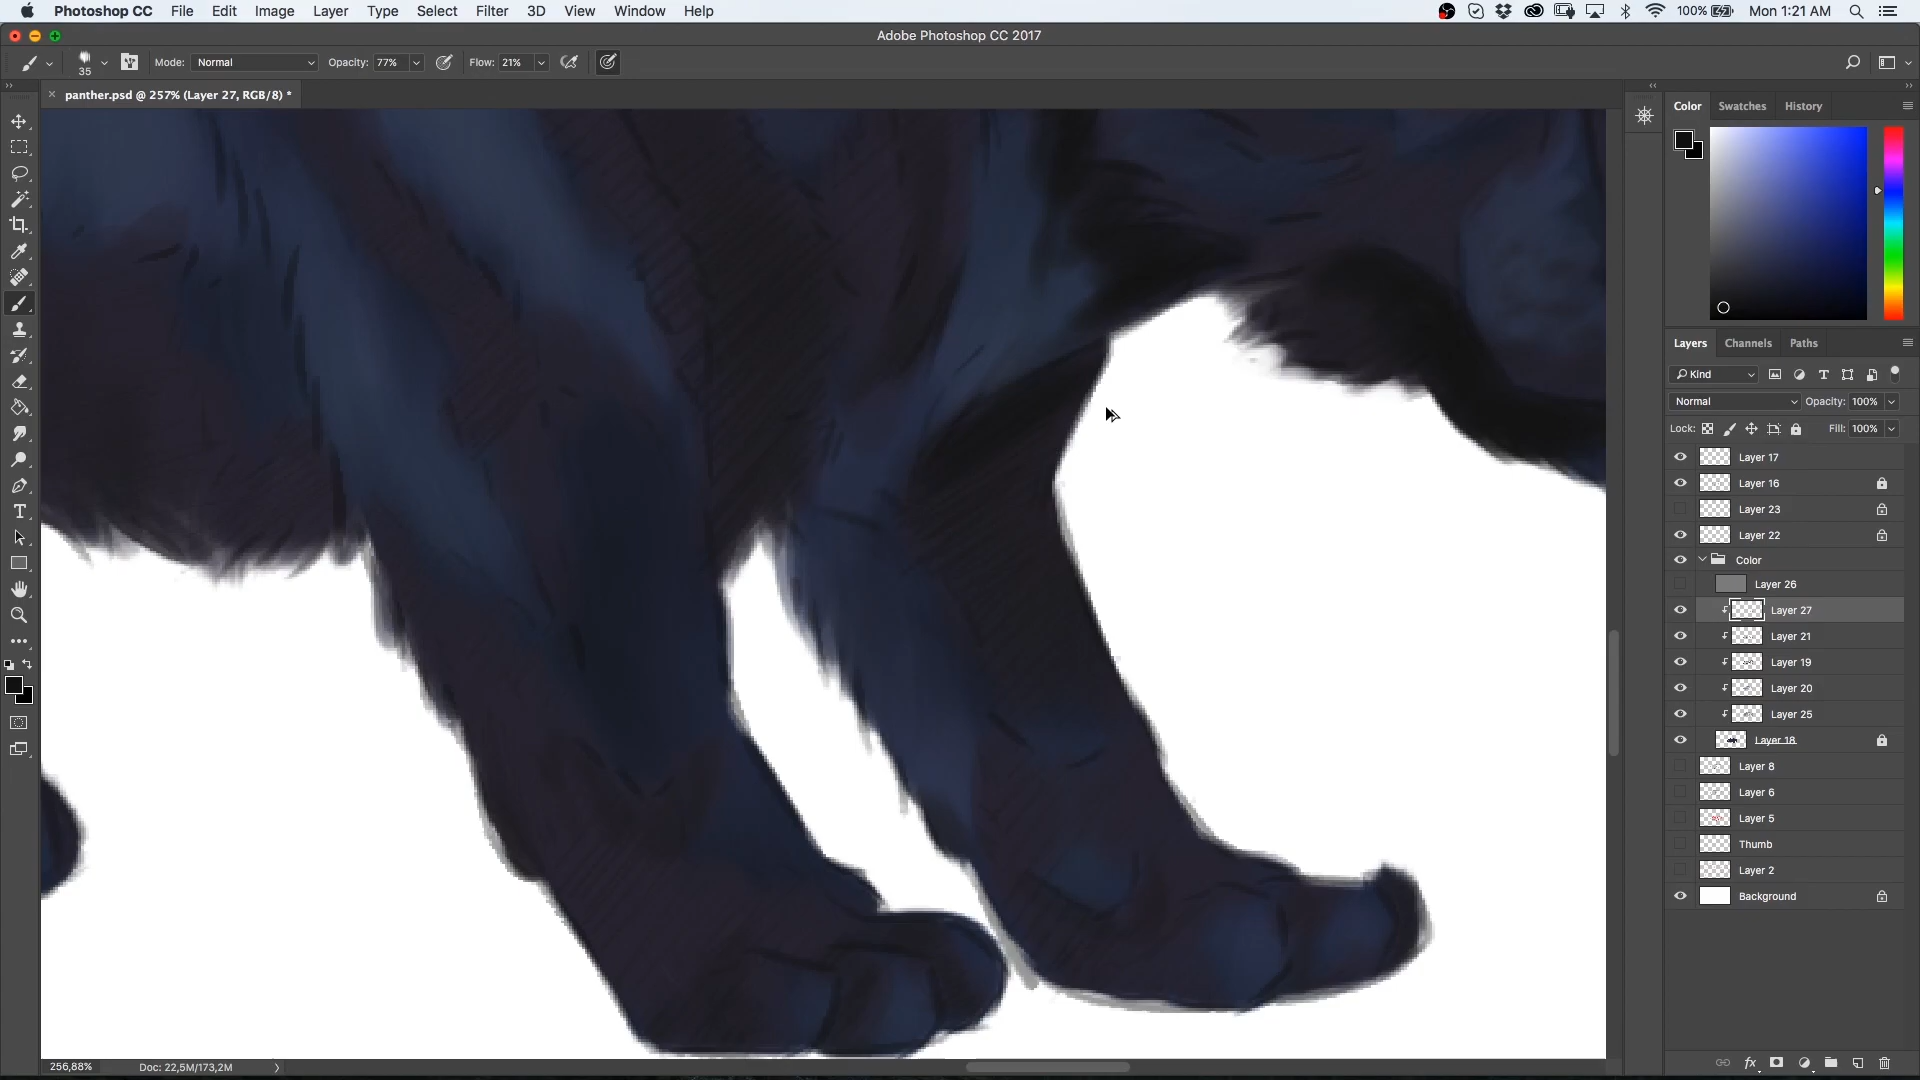 Photoshop CC File Edit Image Layer Type Select Filter 3D View Window Help 100% Mon 1:21 AM
Adobe Photoshop CC 2017
35 Mode: Normal Opacity: 77% Flow: 21%
panther.psd @ 257% (Layer 27, RGB/8) *
Color Swatches History
Layers Channels Paths
Kind
Normal Opacity: 100%
Lock: Fill: 100%
Layer 17
Layer 16
Layer 23
Layer 22
Color
Layer 26
Layer 27
Layer 21
Layer 19
Layer 20
Layer 25
Layer 18
Layer 8
Layer 6
Layer 5
Thumb
Layer 2
Background
256,88% Doc: 22,5M/173,2M
fx